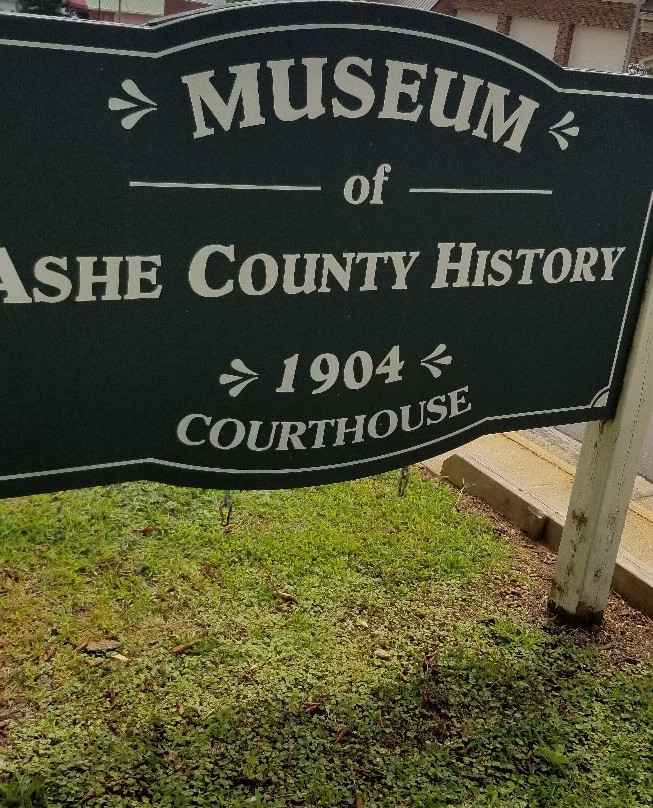 MUSEUM
of
ASHE COUNTY HISTORY
1904
COURTHOUSE